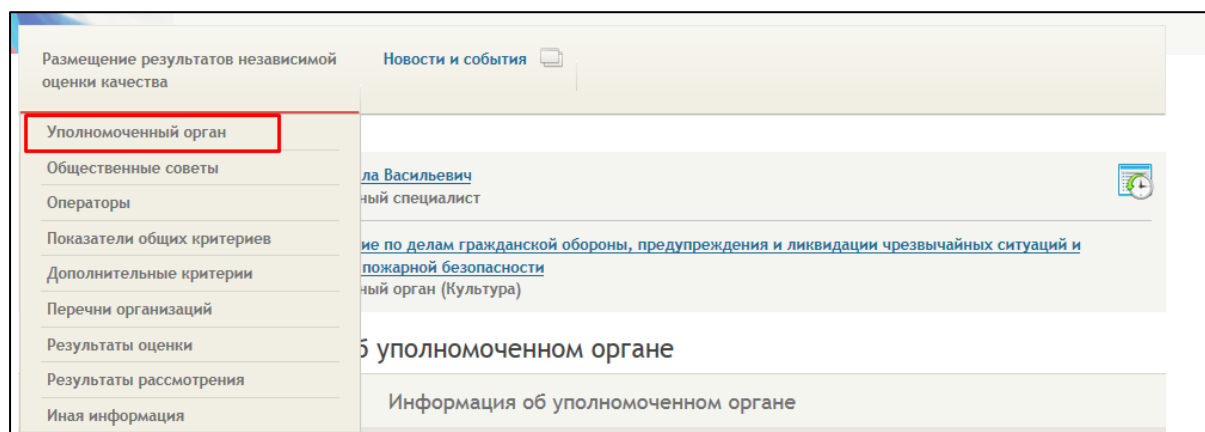 Размещение результатов независимой
оценки качества
Новости и события
Уполномоченный орган
Общественные советы
Операторы
Показатели общих критериев
Дополнительные критерии
Перечни организаций
Результаты оценки
Результаты рассмотрения
Иная информация
ла Васильевич
ный специалист
ие по делам гражданской обороны, предупреждения и ликвидации чрезвычайных ситуаций и
пожарной безопасности
ный орган (Культура)
б уполномоченном органе
Информация об уполномоченном органе